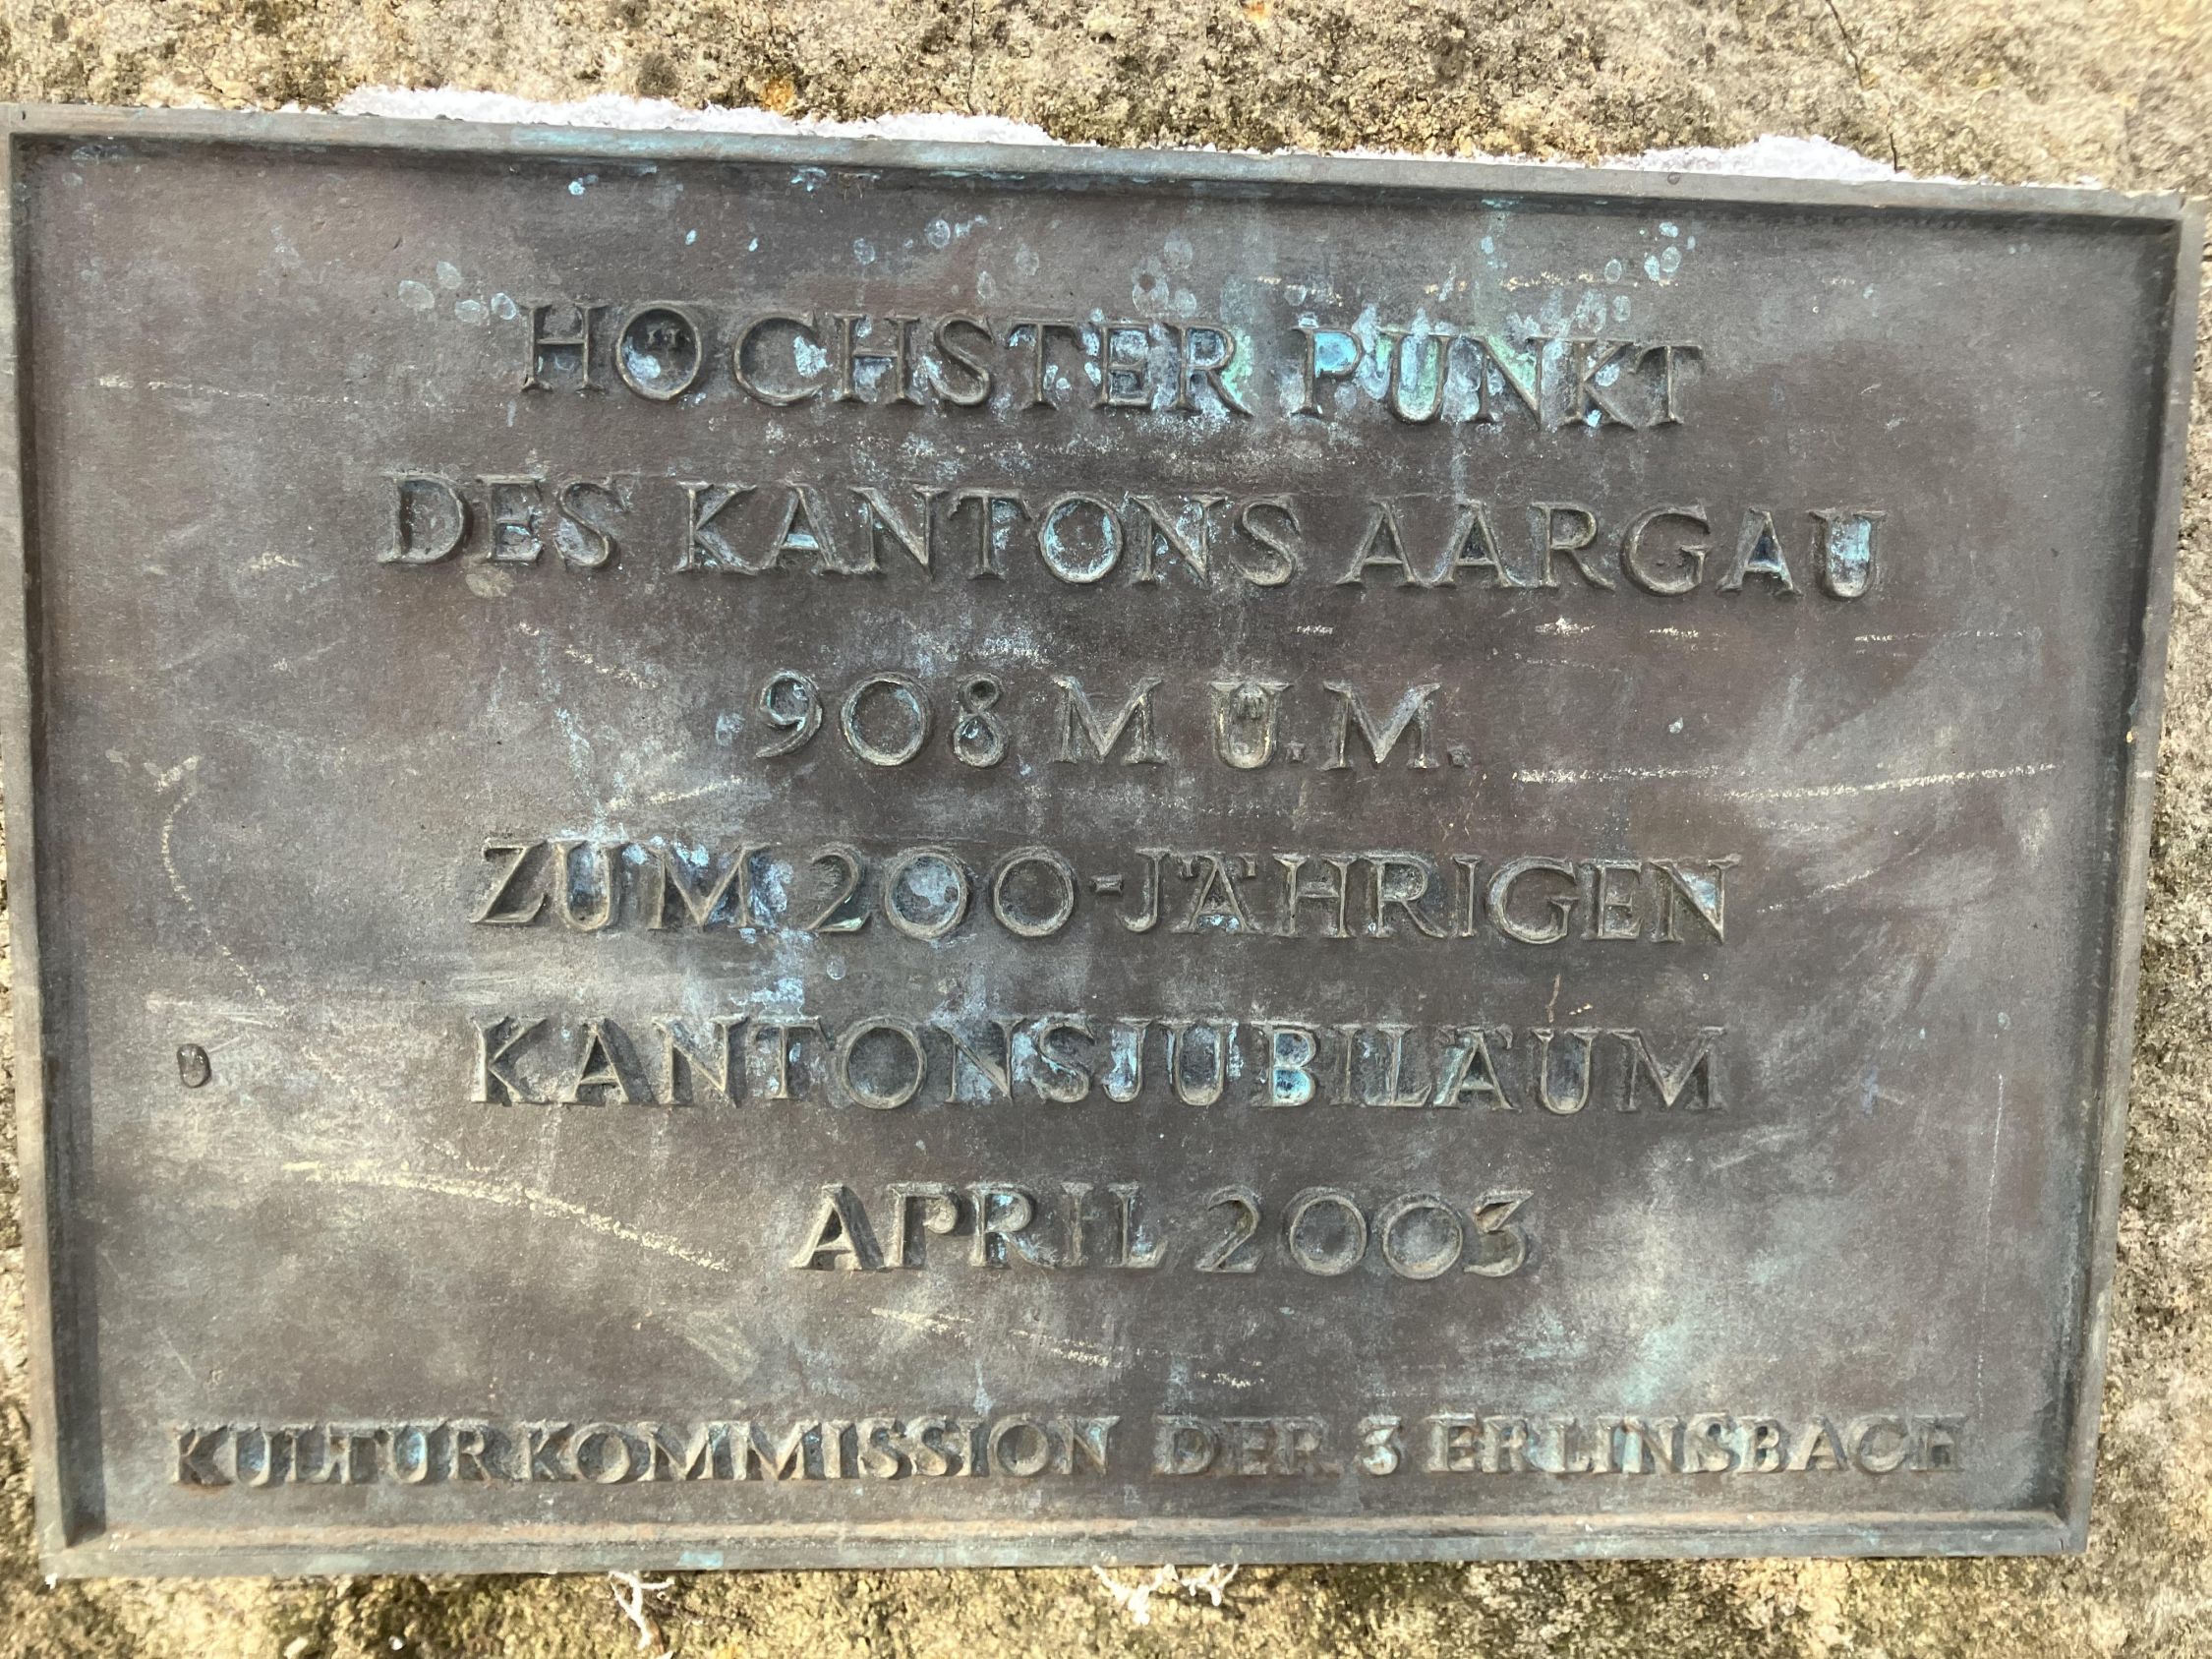 HÖCHSTER PUNKT
DES KANTONS AARGAU
908 M Ü.M.
ZUM 200-JÄHRIGEN
KANTONSJUBILÄUM
APRIL 2003
KULTURKOMMISSION DER 3 ERLINSBACH